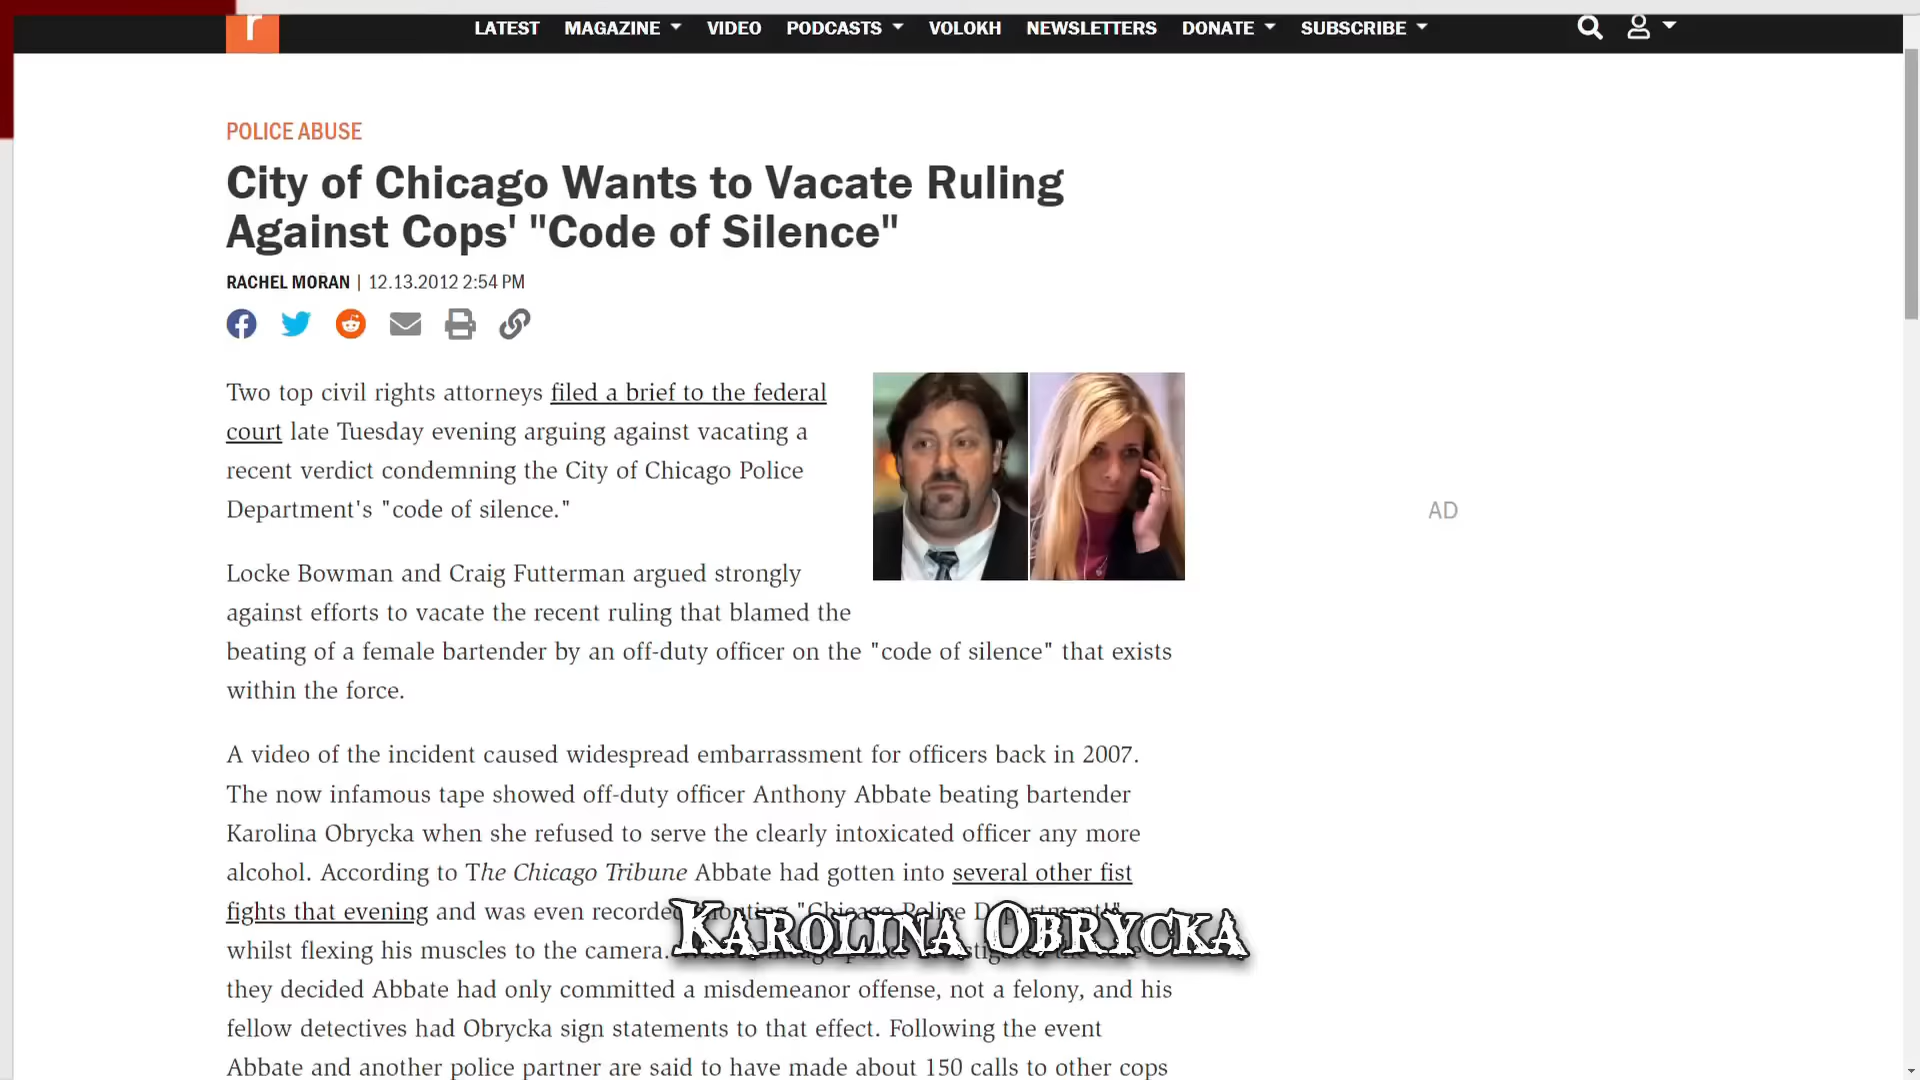 r
LATEST MAGAZINE VIDEO PODCASTS VOLOKH NEWSLETTERS DONATE SUBSCRIBE
POLICE ABUSE
City of Chicago Wants to Vacate Ruling
Against Cops' "Code of Silence"
RACHEL MORAN | 12.13.2012 2:54 PM
Two top civil rights attorneys filed a brief to the federal
court late Tuesday evening arguing against vacating a
recent verdict condemning the City of Chicago Police
Department's "code of silence."
AD
Locke Bowman and Craig Futterman argued strongly
against efforts to vacate the recent ruling that blamed the
beating of a female bartender by an off-duty officer on the "code of silence" that exists
within the force.
A video of the incident caused widespread embarrassment for officers back in 2007.
The now infamous tape showed off-duty officer Anthony Abbate beating bartender
Karolina Obrycka when she refused to serve the clearly intoxicated officer any more
alcohol. According to The Chicago Tribune Abbate had gotten into several other fist
fights that evening and was even recorded shouting "Chicago Police Department!"
Karolina Obrycka
whilst flexing his muscles to the camera.
they decided Abbate had only committed a misdemeanor offense, not a felony, and his
fellow detectives had Obrycka sign statements to that effect. Following the event
Abbate and another police partner are said to have made about 150 calls to other cops